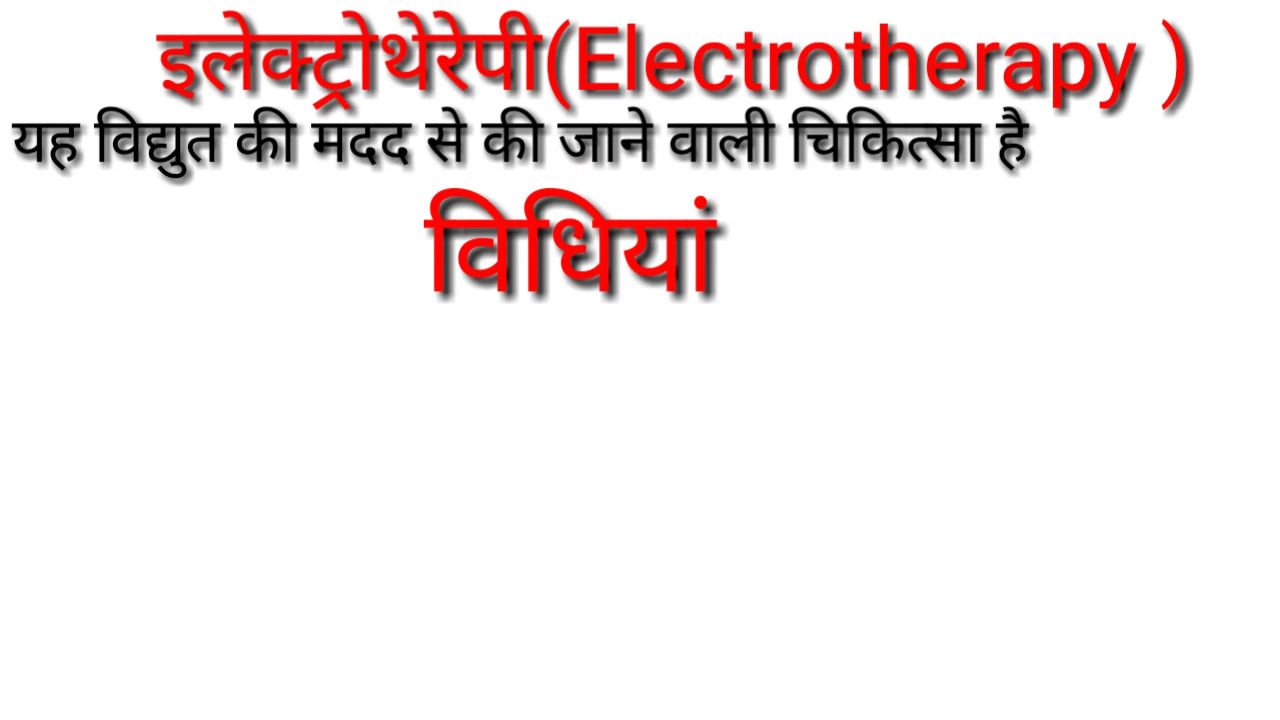 इलेक्ट्रोथेरेपी(Electrotherapy )
यह विद्युत की मदद से की जाने वाली चिकित्सा है
विधियां